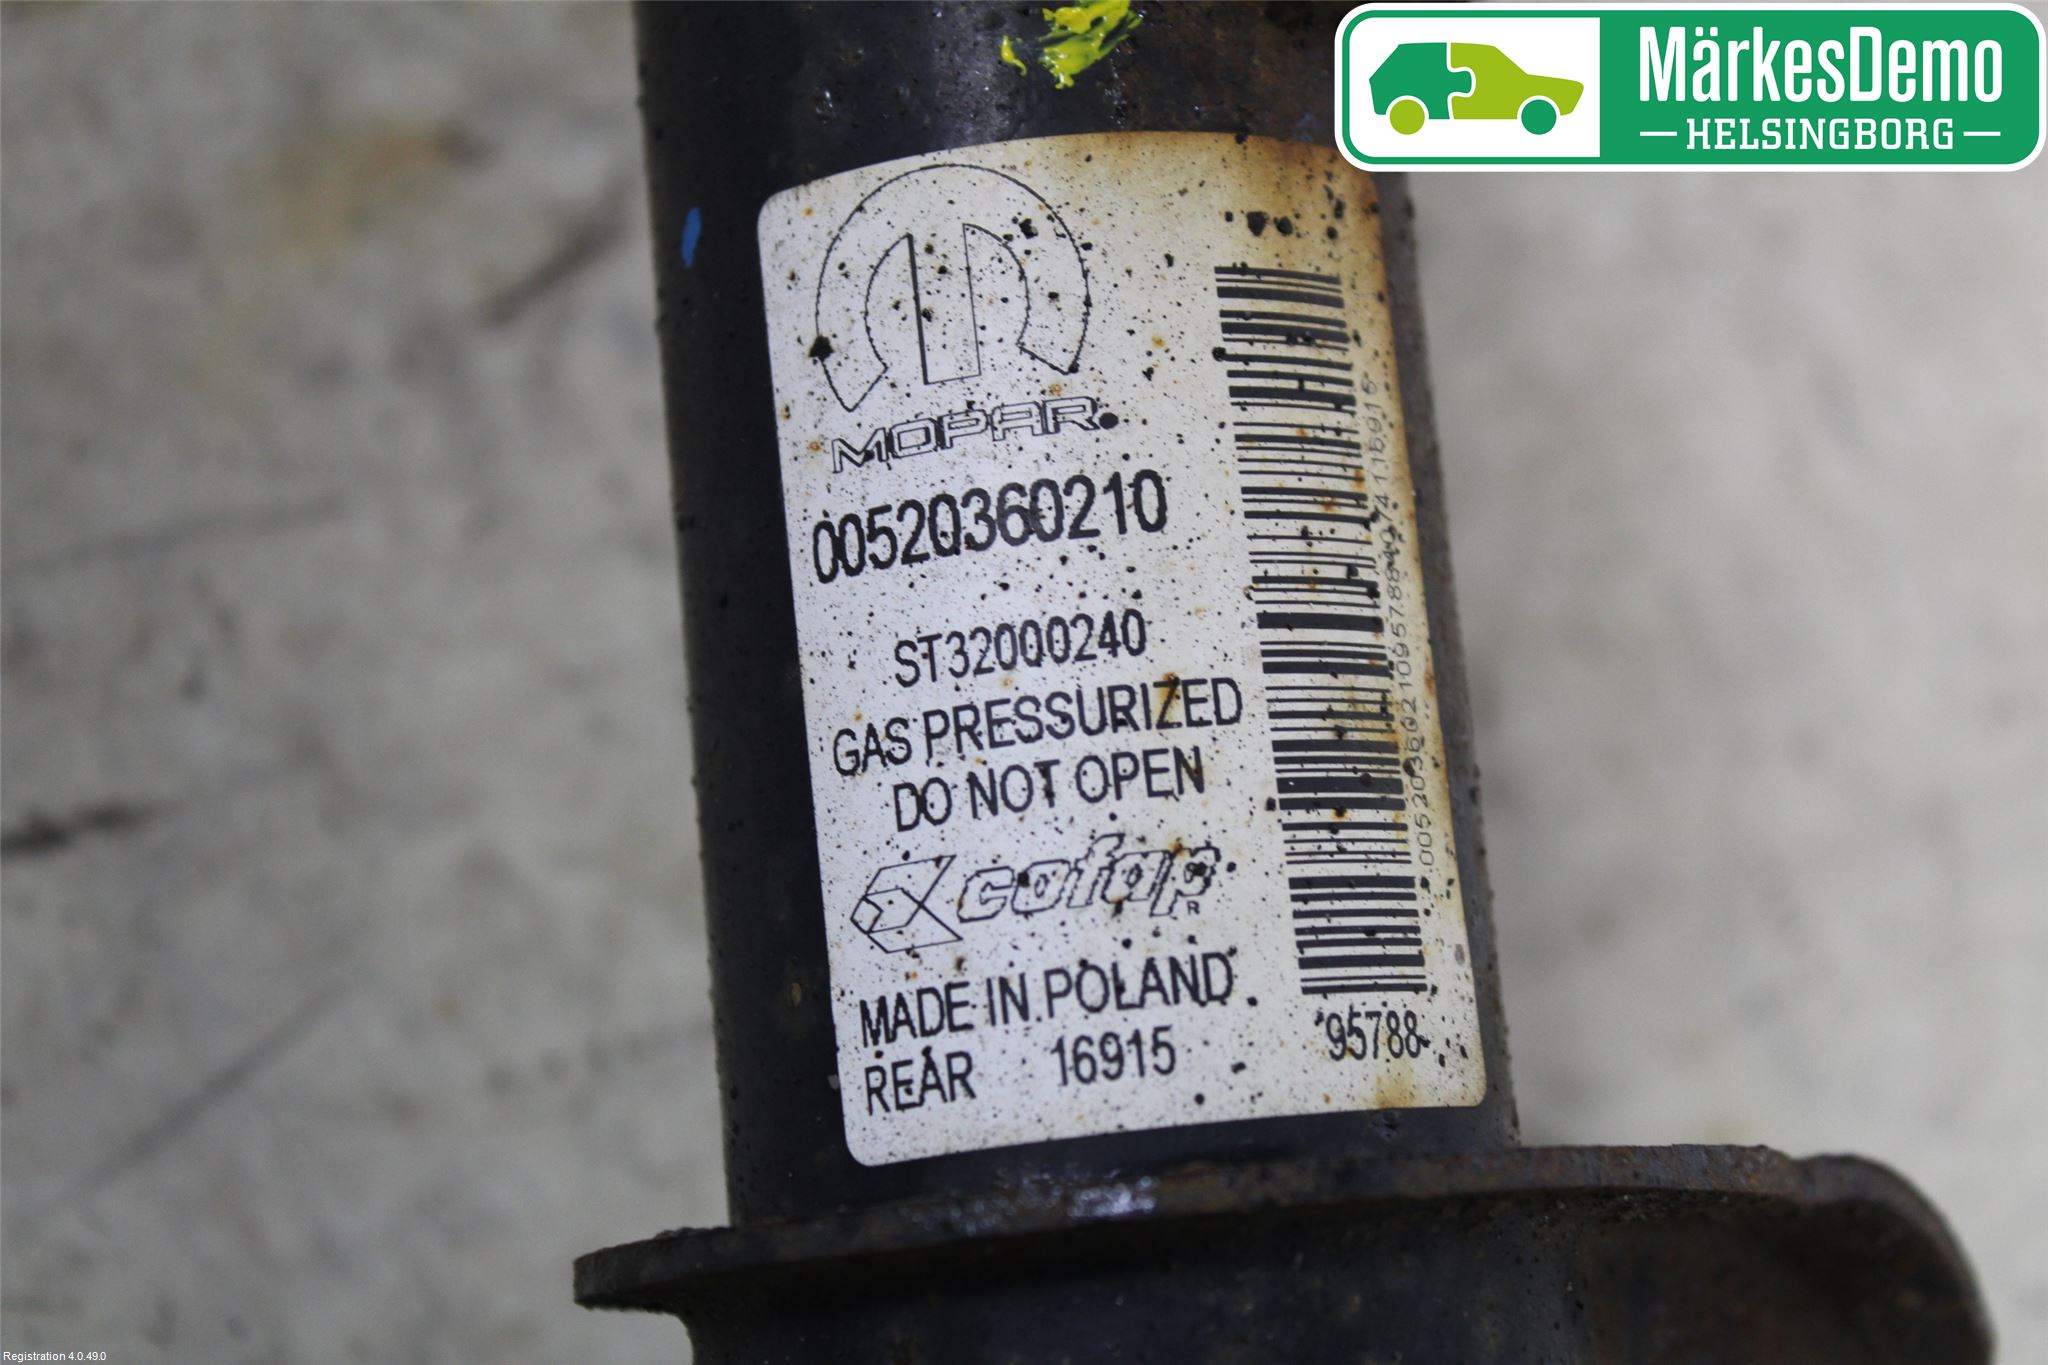 MärkesDemo
HELSINGBORG
MOPAR
00520360210
ST32000240
GAS PRESSURIZED
DO NOT OPEN
cofap
R
MADE IN POLAND
REAR 16915
95788
Registration 4.0.49.0